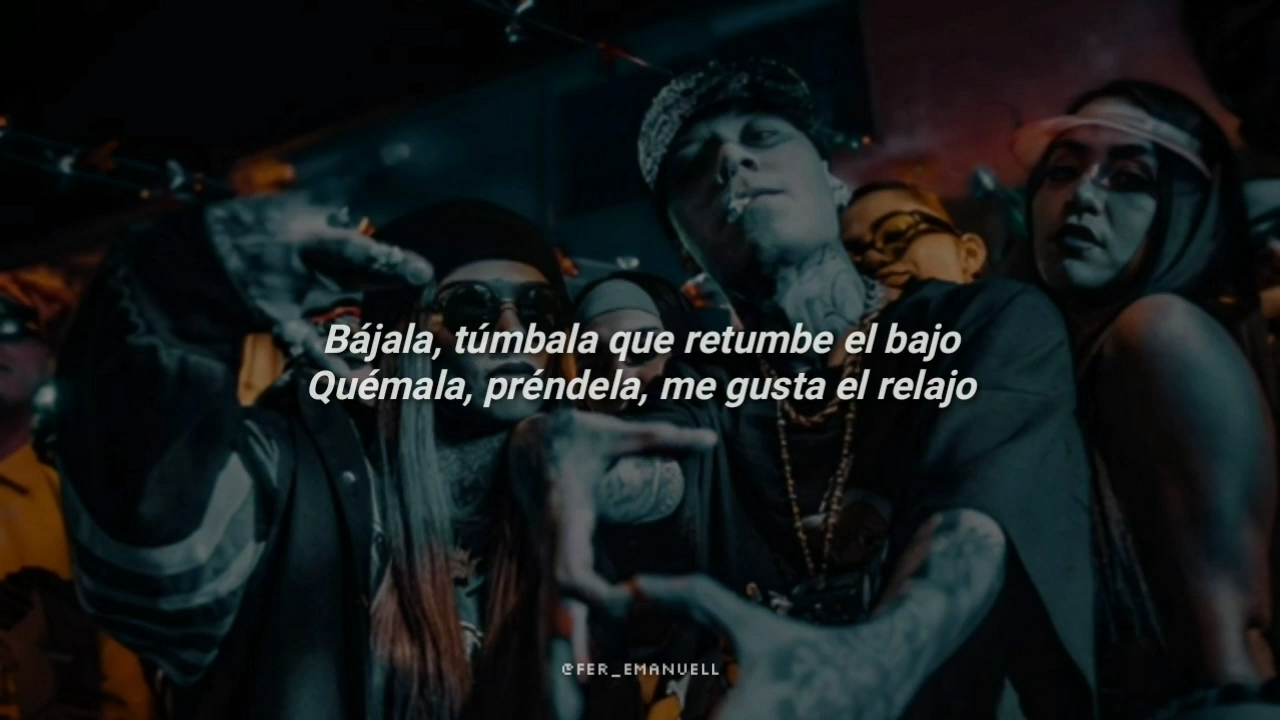 Bájala, túmbala que retumbe el bajo
Quémala, préndela, me gusta el relajo
@FER_EMANUELL